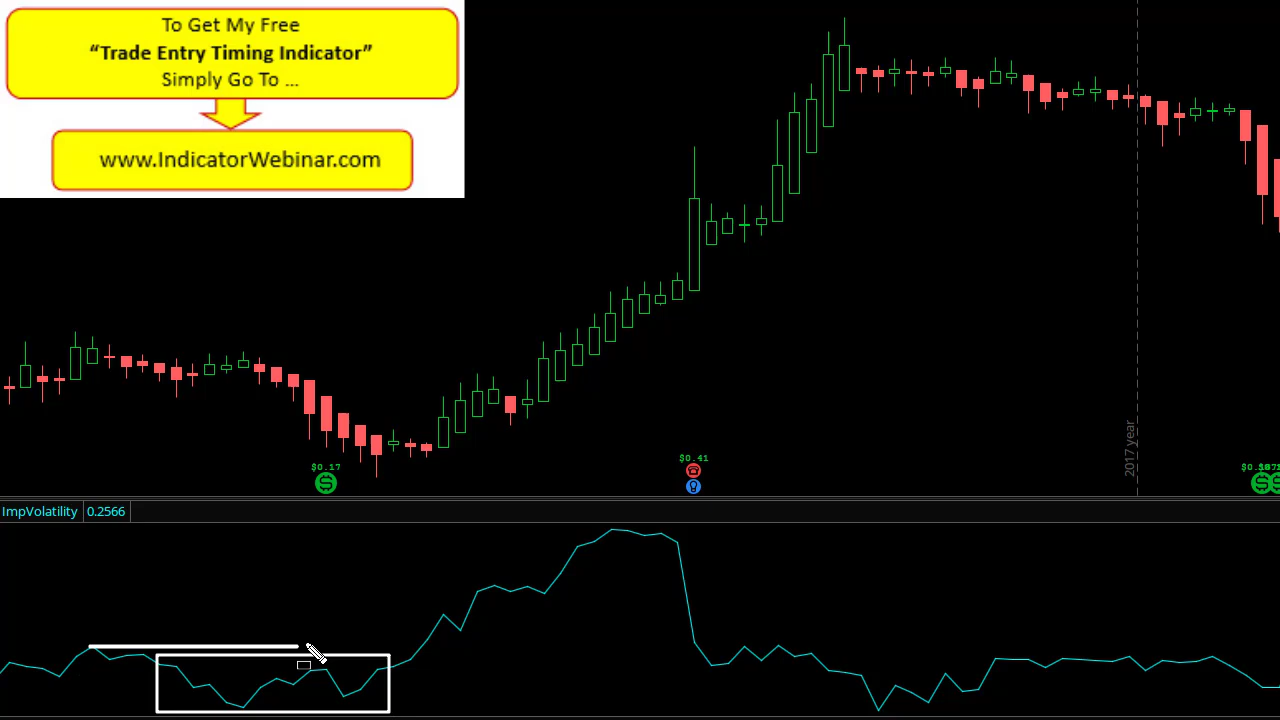 To Get My Free
“Trade Entry Timing Indicator”
Simply Go To ...
www.IndicatorWebinar.com
2017 year
$0.17
$0.41
ImpVolatility 0.2566